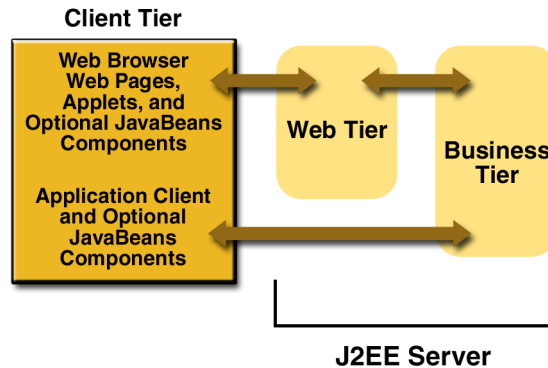 Client Tier
Web Browser
Web Pages,
Applets, and
Optional JavaBeans
Components
Application Client
and Optional
JavaBeans
Components
Web Tier
Business
Tier
J2EE Server